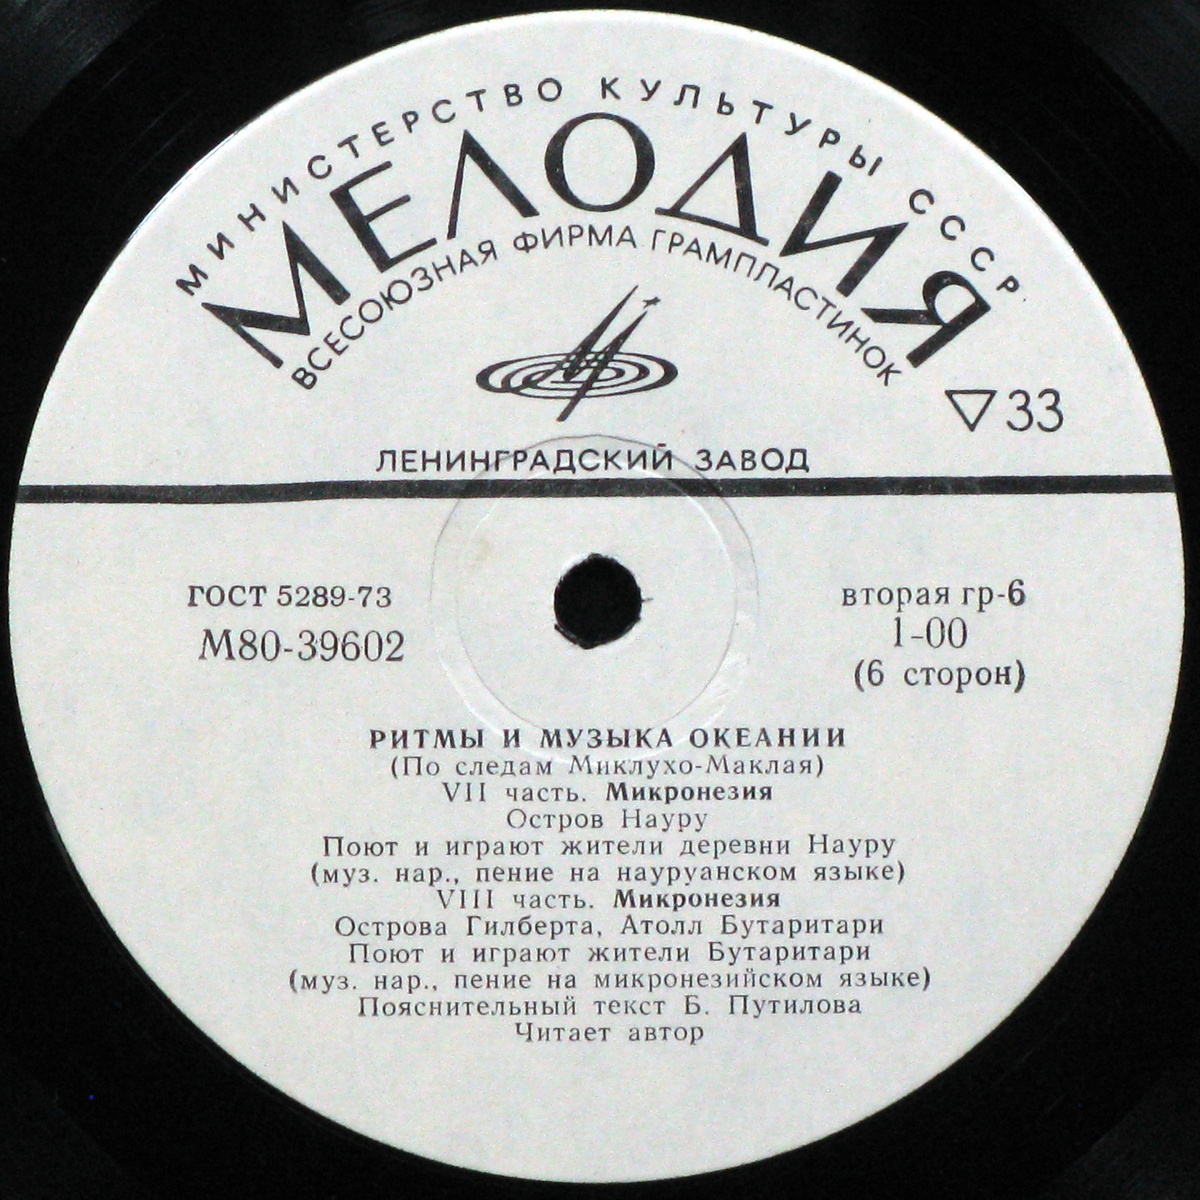 МИНИСТЕРСТВО КУЛЬТУРЫ СССР
МЕЛОДИЯ
ВСЕСОЮЗНАЯ ФИРМА ГРАМПЛАСТИНОК
33
ЛЕНИНГРАДСКИЙ ЗАВОД
ГОСТ 5289-73
М80-39602
вторая гр-6
1-00
(6 сторон)
РИТМЫ И МУЗЫКА ОКЕАНИИ
(По следам Миклухо-Маклая)
VII часть. Микронезия
Остров Науру
Поют и играют жители деревни Науру
(муз. нар., пение на науруанском языке)
VIII часть. Микронезия
Острова Гилберта, Атолл Бутаритари
Поют и играют жители Бутаритари
(муз. нар., пение на микронезийском языке)
Пояснительный текст Б. Путилова
Читает автор